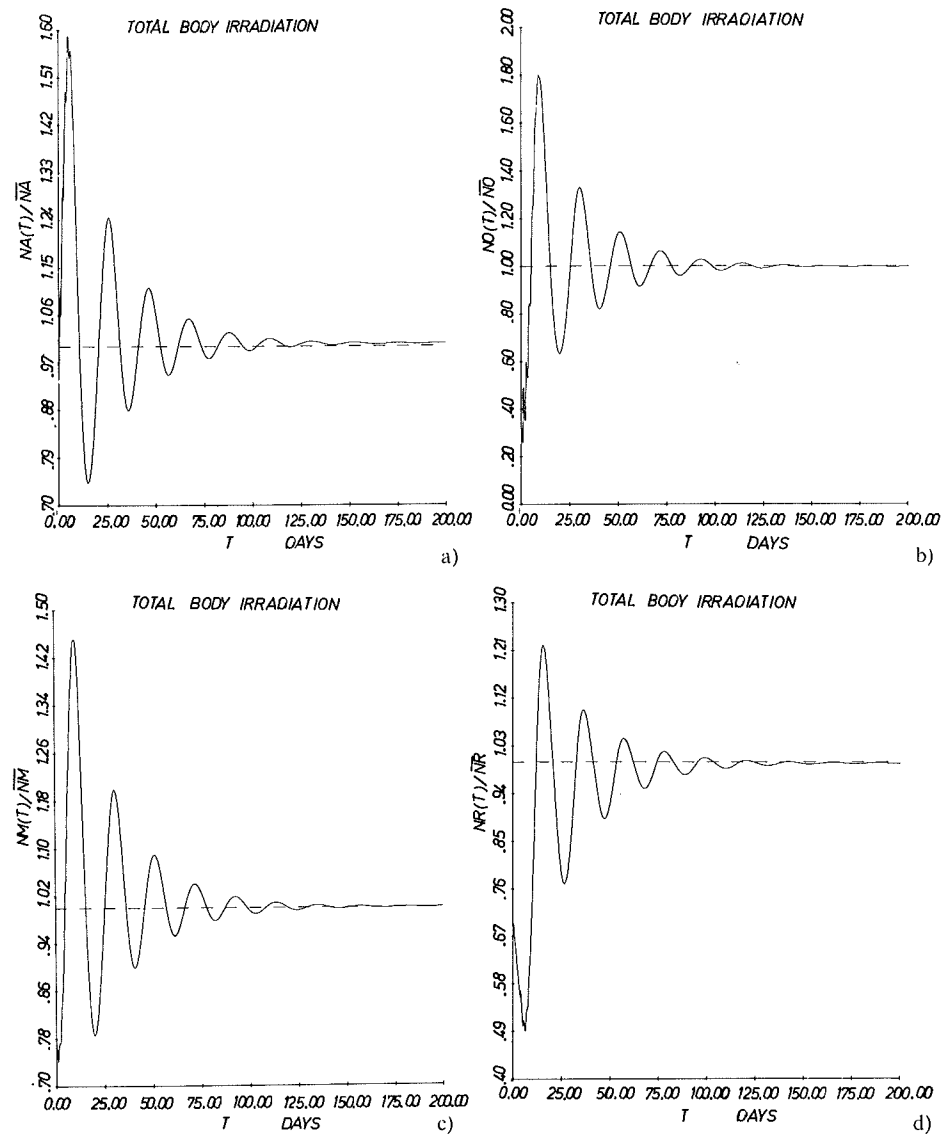 TOTAL BODY IRRADIATION
NA(T)/NA
1.60
1.51
1.42
1.33
1.24
1.15
1.06
.97
.88
.79
.70
0.00 25.00 50.00 75.00 100.00 125.00 150.00 175.00 200.00
T DAYS
a)
TOTAL BODY IRRADIATION
NO(T)/NO
2.00
1.80
1.60
1.40
1.20
1.00
.80
.60
.40
.20
0.00
0.00 25.00 50.00 75.00 100.00 125.00 150.00 175.00 200.00
T DAYS
b)
TOTAL BODY IRRADIATION
NM(T)/NM
1.50
1.42
1.34
1.26
1.18
1.10
1.02
.94
.86
.78
.70
0.00 25.00 50.00 75.00 100.00 125.00 150.00 175.00 200.00
T DAYS
c)
TOTAL BODY IRRADIATION
NR(T)/NR
1.30
1.21
1.12
1.03
.94
.85
.76
.67
.58
.49
.40
0.00 25.00 50.00 75.00 100.00 125.00 150.00 175.00 200.00
T DAYS
d)